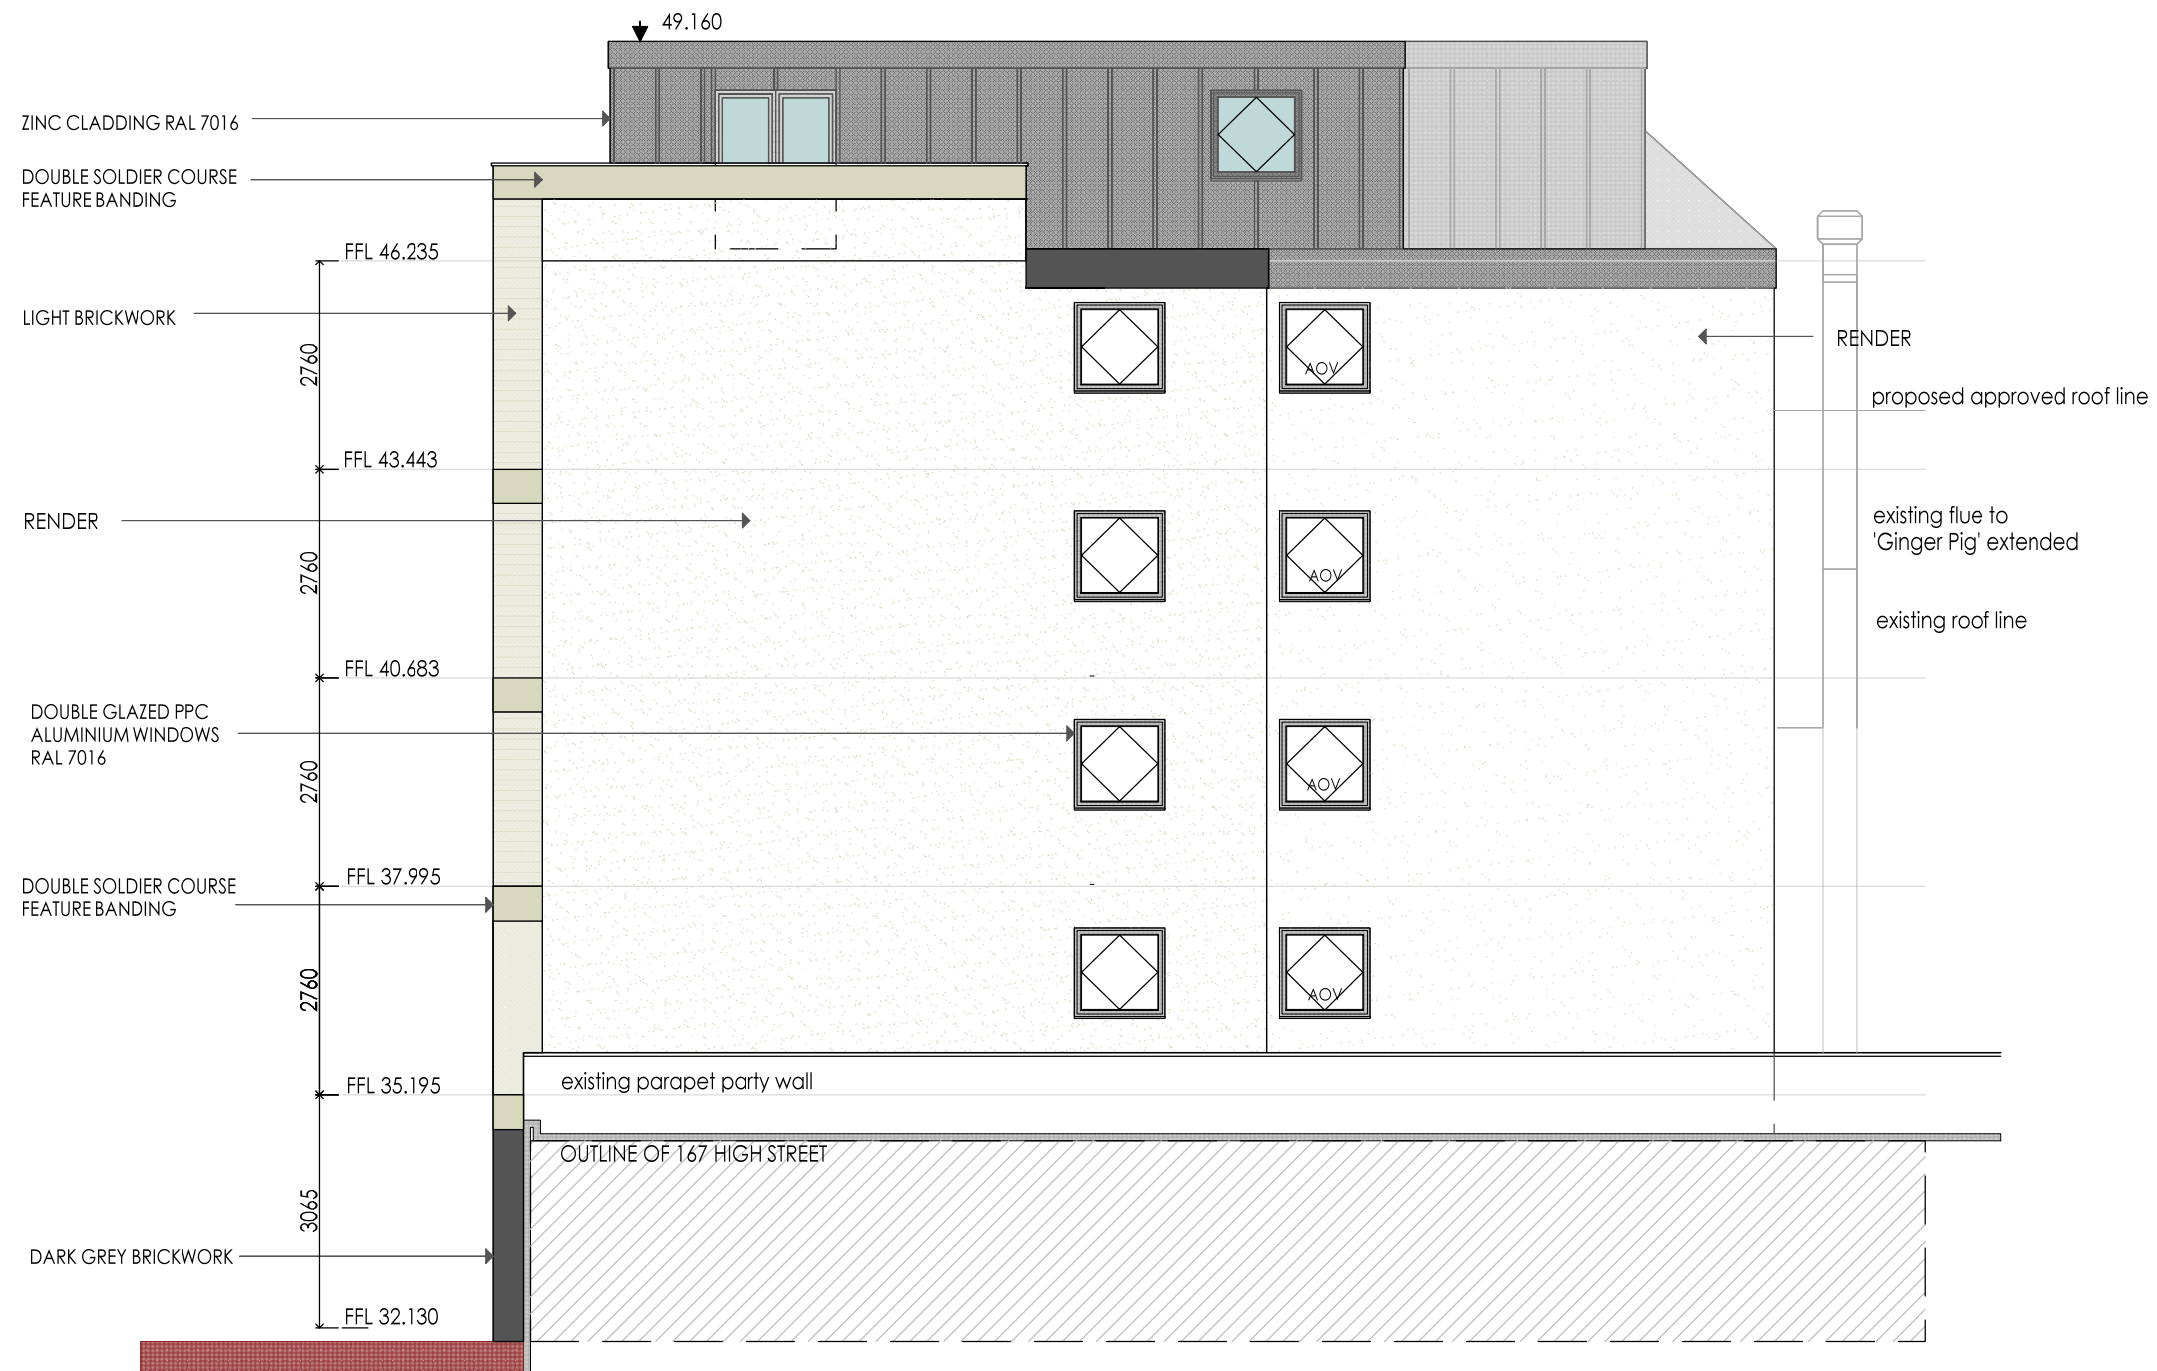 49.160
ZINC CLADDING RAL 7016
DOUBLE SOLDIER COURSE
FEATURE BANDING
FFL 46.235
LIGHT BRICKWORK
RENDER
2760
AOV
proposed approved roof line
FFL 43.443
RENDER
existing flue to
'Ginger Pig' extended
2760
AOV
existing roof line
FFL 40.683
DOUBLE GLAZED PPC
ALUMINIUM WINDOWS
RAL 7016
2760
AOV
FFL 37.995
DOUBLE SOLDIER COURSE
FEATURE BANDING
2760
AOV
FFL 35.195
existing parapet party wall
OUTLINE OF 167 HIGH STREET
3065
DARK GREY BRICKWORK
FFL 32.130